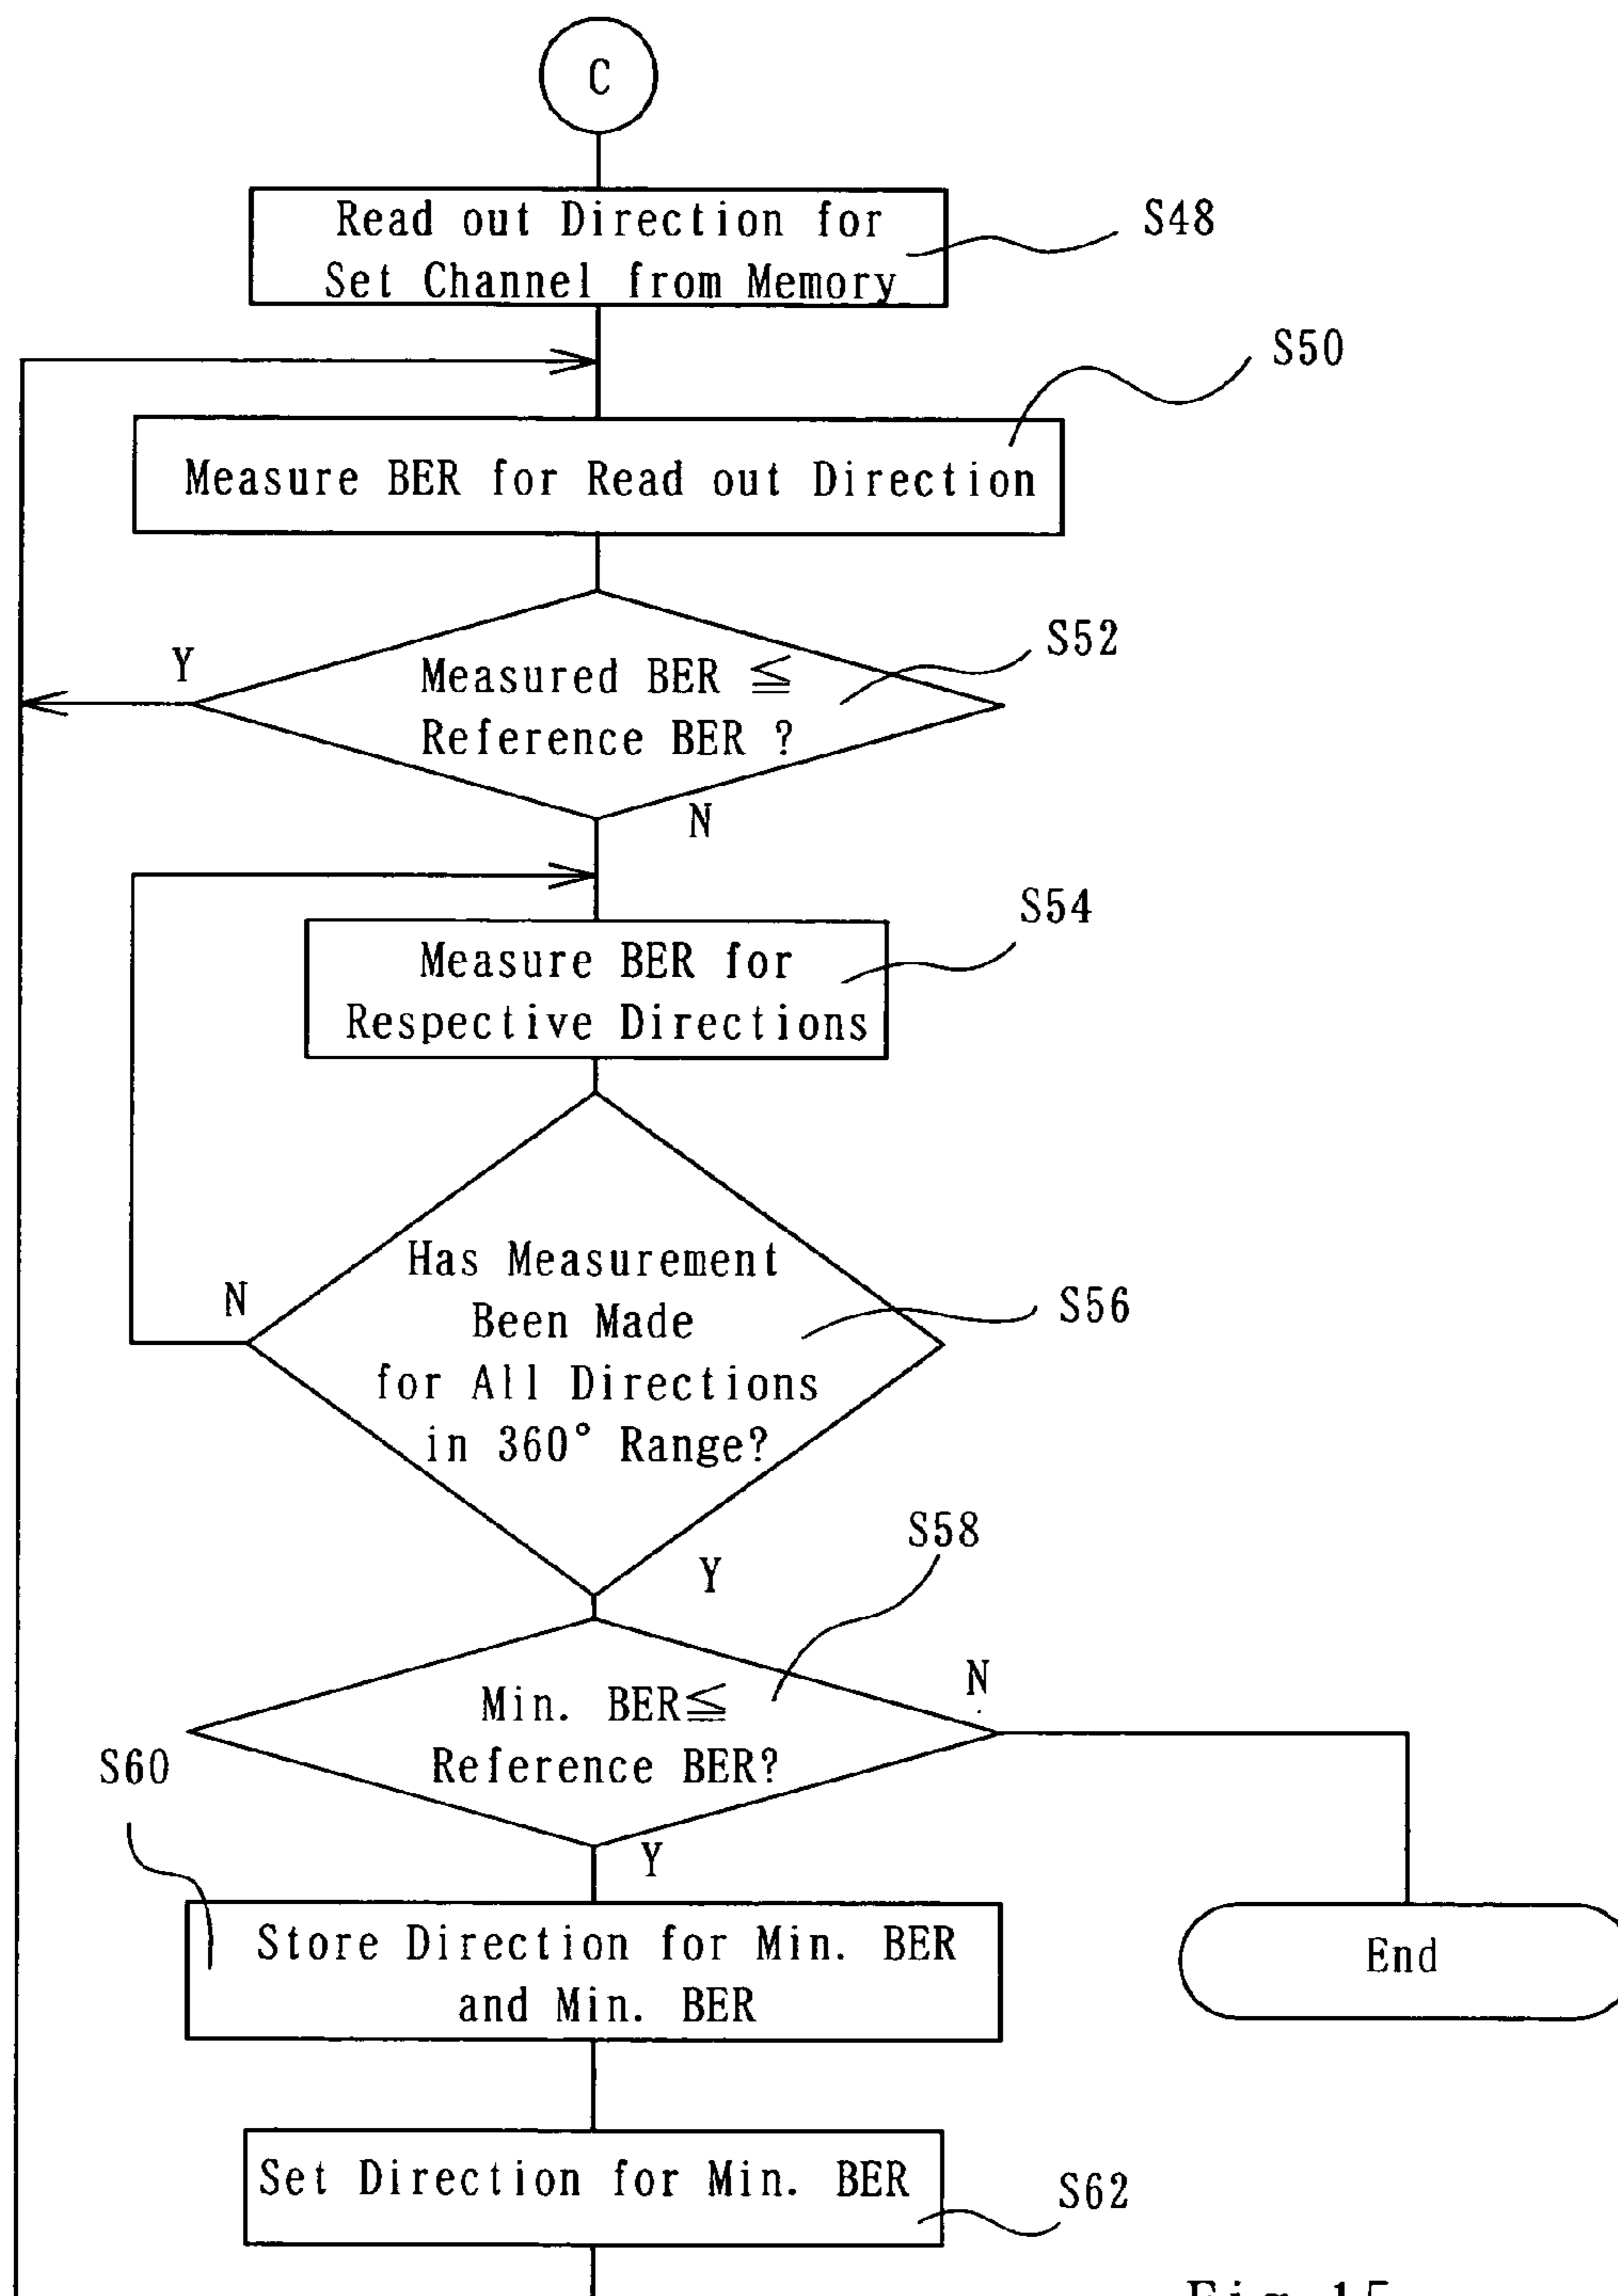 C
Read out Direction for
Set Channel from Memory
S48
S50
Measure BER for Read out Direction
S52
Y
Measured BER ≦
Reference BER ?
N
S54
Measure BER for
Respective Directions
N
Has Measurement
Been Made
for All Directions
in 360° Range?
S56
Y
S58
Min. BER≦
Reference BER?
N
S60
Y
Store Direction for Min. BER
and Min. BER
End
Set Direction for Min. BER
S62